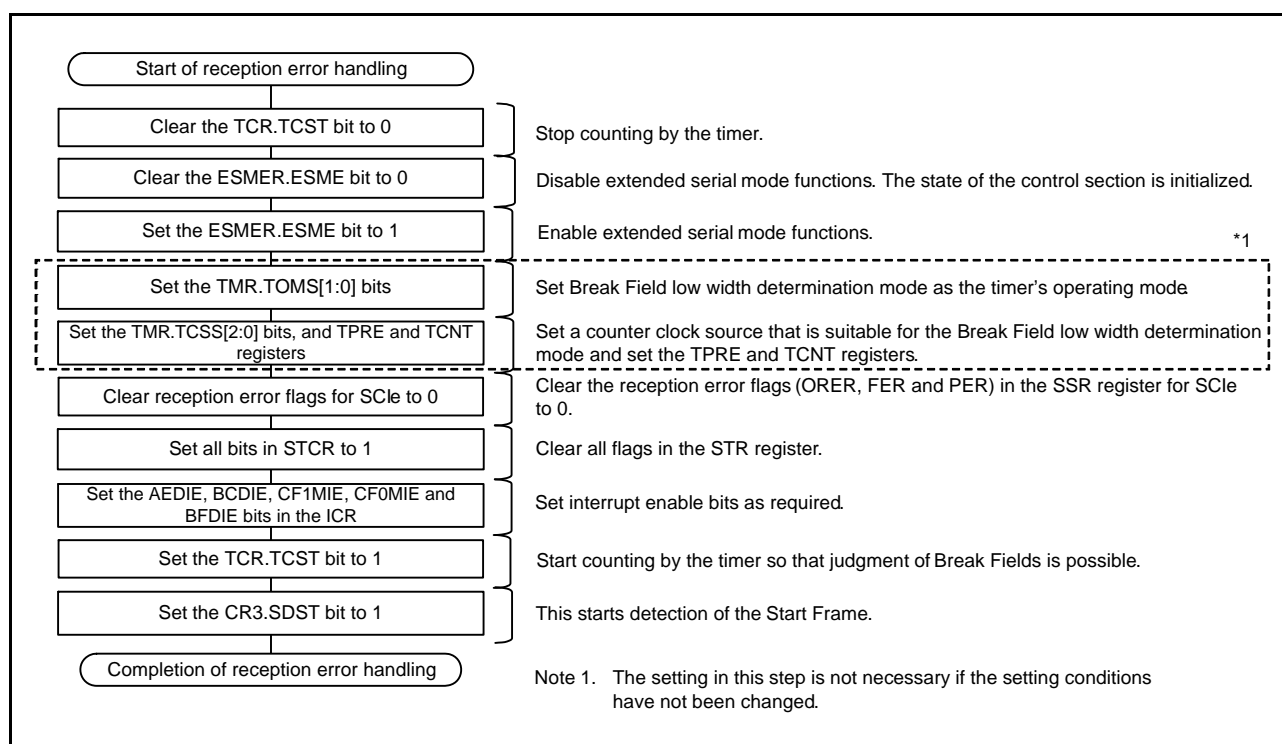 Start of reception error handling
Clear the TCR.TCST bit to 0
Stop counting by the timer.
Clear the ESMER.ESME bit to 0
Disable extended serial mode functions. The state of the control section is initialized.
Set the ESMER.ESME bit to 1
Enable extended serial mode functions.
*1
Set the TMR.TOMS[1:0] bits
Set Break Field low width determination mode as the timer's operating mode.
Set the TMR.TCSS[2:0] bits, and TPRE and TCNT
registers
Set a counter clock source that is suitable for the Break Field low width determination
mode and set the TPRE and TCNT registers.
Clear reception error flags for SCIe to 0
Clear the reception error flags (ORER, FER and PER) in the SSR register for SCIe
to 0.
Set all bits in STCR to 1
Clear all flags in the STR register.
Set the AEDIE, BCDIE, CF1MIE, CF0MIE and
BFDIE bits in the ICR
Set interrupt enable bits as required.
Set the TCR.TCST bit to 1
Start counting by the timer so that judgment of Break Fields is possible.
Set the CR3.SDST bit to 1
This starts detection of the Start Frame.
Completion of reception error handling
Note 1. The setting in this step is not necessary if the setting conditions
have not been changed.